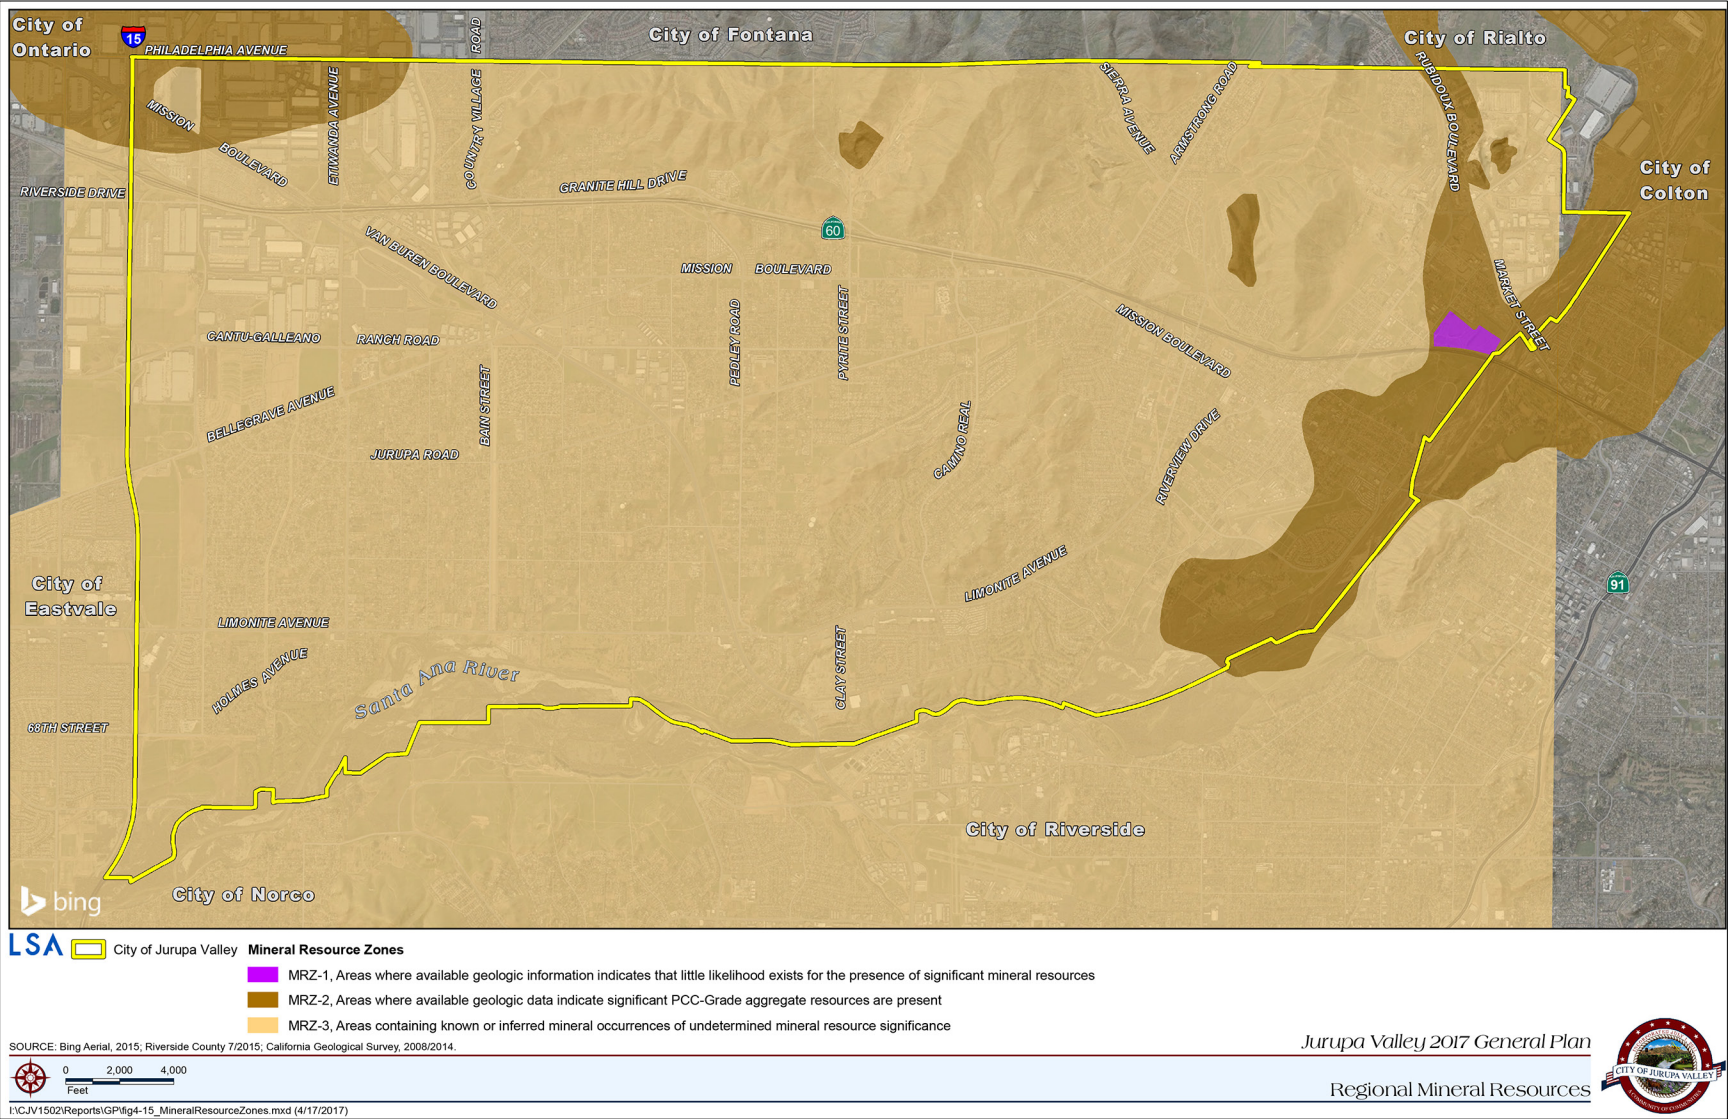 City of
Ontario
15
PHILADELPHIA AVENUE
COUNTRY VILLAGE ROAD
City of Fontana
City of Rialto
SIERRA AVENUE
ARMSTRONG ROAD
RUBIDOUX BOULEVARD
ETIWANDA AVENUE
MISSION
BOULEVARD
City of
Colton
RIVERSIDE DRIVE
GRANITE HILL DRIVE
60
VAN BUREN BOULEVARD
MISSION BOULEVARD
MARKET STREET
PEDLEY ROAD
PYRITE STREET
MISSION BOULEVARD
CANTU-GALLEANO RANCH ROAD
BAIN STREET
BELLEGRAVE AVENUE
JURUPA ROAD
CAMINO REAL
RIVERVIEW DRIVE
City of
Eastvale
LIMONITE AVENUE
91
LIMONITE AVENUE
HOLMES AVENUE
Santa Ana River
CLAY STREET
68TH STREET
City of Riverside
City of Norco
bing
LSA
City of Jurupa Valley
Mineral Resource Zones
MRZ-1, Areas where available geologic information indicates that little likelihood exists for the presence of significant mineral resources
MRZ-2, Areas where available geologic data indicate significant PCC-Grade aggregate resources are present
MRZ-3, Areas containing known or inferred mineral occurrences of undetermined mineral resource significance
SOURCE: Bing Aerial, 2015; Riverside County 7/2015; California Geological Survey, 2008/2014.
Jurupa Valley 2017 General Plan
0 2,000 4,000
Feet
Regional Mineral Resources
CITY OF JURUPA VALLEY
A COMMUNITY OF COMMUNITIES
I:\CJV1502\Reports\GP\fig4-15_MineralResourceZones.mxd (4/17/2017)